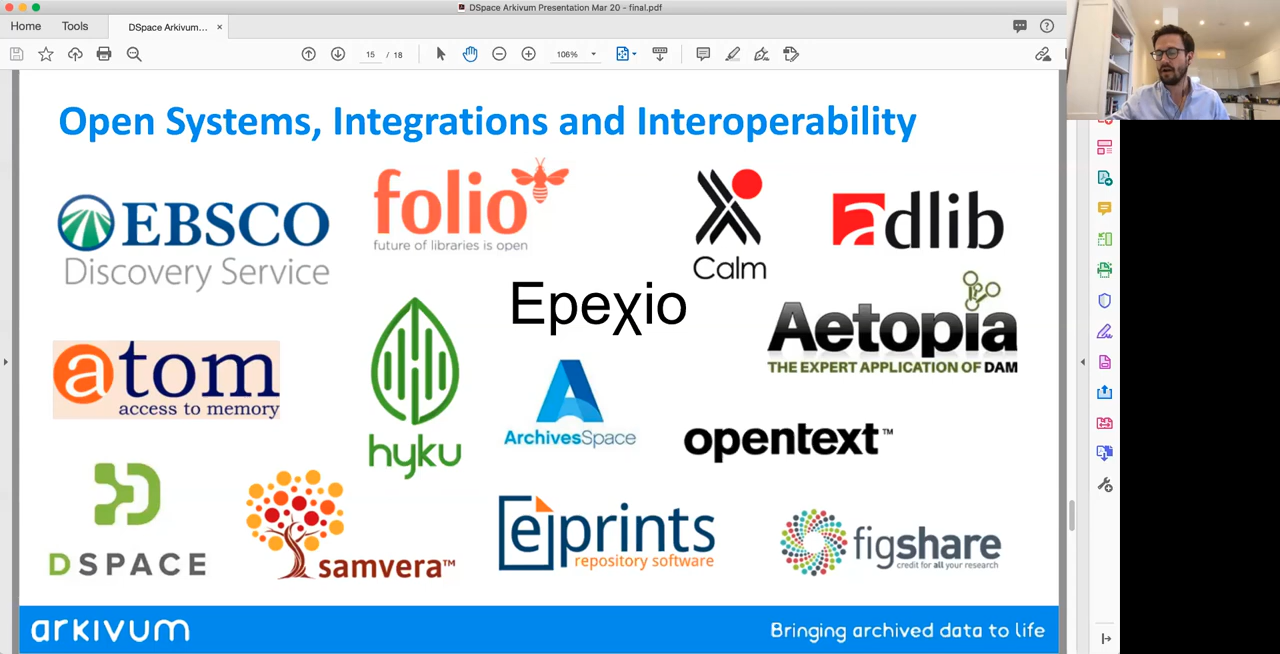 DSpace Arkivum Presentation Mar 20 - final.pdf
Home
Tools
DSpace Arkivum...
×
15 / 18
106%
Open Systems, Integrations and Interoperability
EBSCO
Discovery Service
folio
future of libraries is open
Calm
adlib
Epeχio
Aetopia
THE EXPERT APPLICATION OF DAM
atom
access to memory
hyku
ArchivesSpace
opentext™
DSPACE
samvera™
eprints
repository software
figshare
credit for all your research
arkivum
Bringing archived data to life